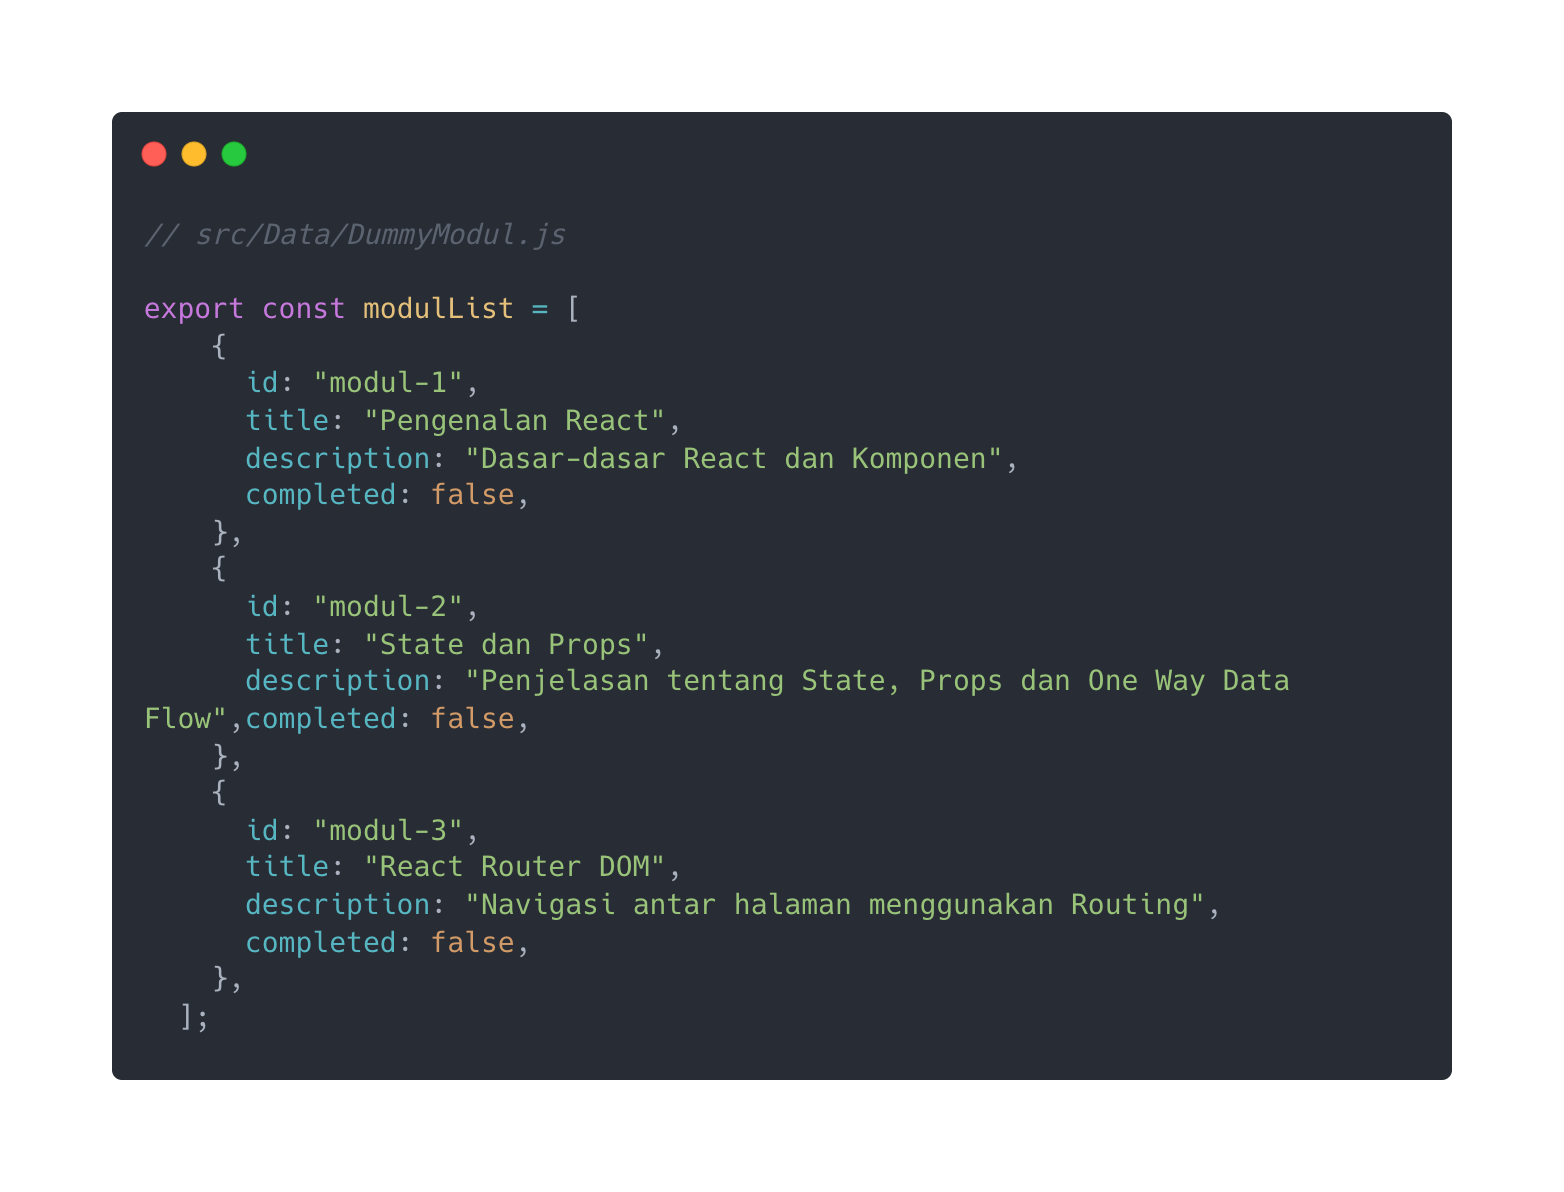 // src/Data/DummyModul.js

export const modulList = [
    {
      id: "modul-1",
      title: "Pengenalan React",
      description: "Dasar-dasar React dan Komponen",
      completed: false,
    },
    {
      id: "modul-2",
      title: "State dan Props",
      description: "Penjelasan tentang State, Props dan One Way Data
Flow",completed: false,
    },
    {
      id: "modul-3",
      title: "React Router DOM",
      description: "Navigasi antar halaman menggunakan Routing",
      completed: false,
    },
  ];